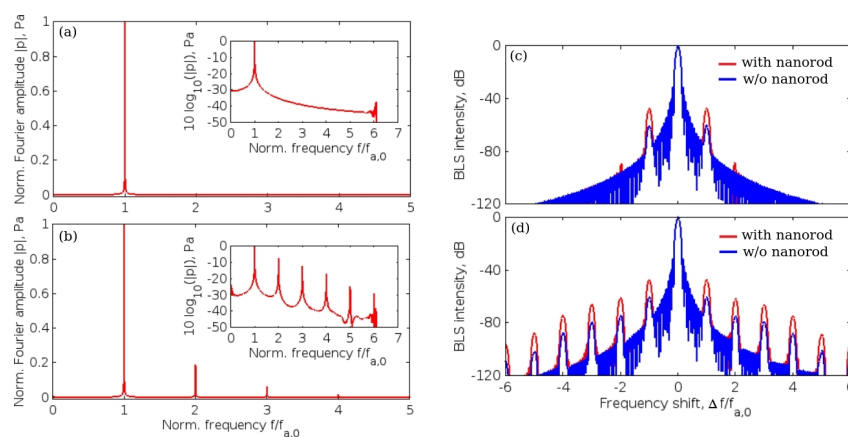 (a)
Norm. Fourier amplitude |p|, Pa
1
0.8
0.6
0.4
0.2
0
0 1 2 3 4 5
10 log10(|p|), Pa
0
-10
-20
-30
-40
-50
0 1 2 3 4 5 6 7
Norm. frequency f/fa,0
(b)
Norm. Fourier amplitude |p|, Pa
1
0.8
0.6
0.4
0.2
0
0 1 2 3 4 5
Norm. frequency f/fa,0
10 log10(|p|), Pa
0
-10
-20
-30
-40
-50
0 1 2 3 4 5 6 7
Norm. frequency f/fa,0
(c)
with nanorod
w/o nanorod
BLS intensity, dB
0
-40
-80
-120
(d)
with nanorod
w/o nanorod
BLS intensity, dB
0
-40
-80
-120
-6 -4 -2 0 2 4 6
Frequency shift, Δf/fa,0